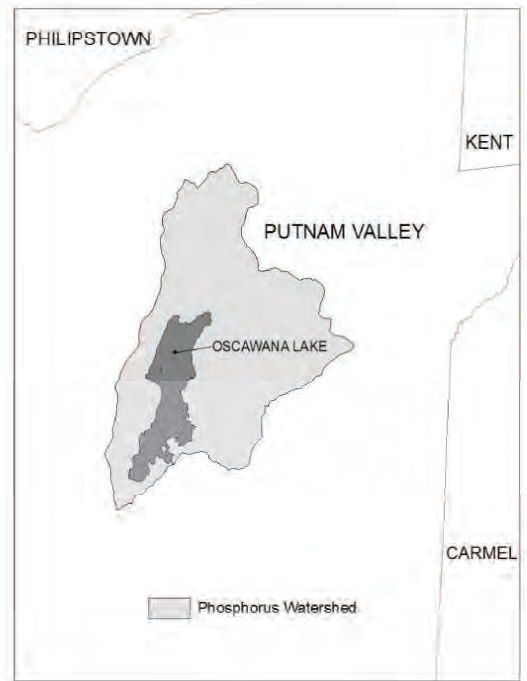 PHILIPSTOWN
KENT
PUTNAM VALLEY
OSCAWANA LAKE
CARMEL
Phosphorus Watershed